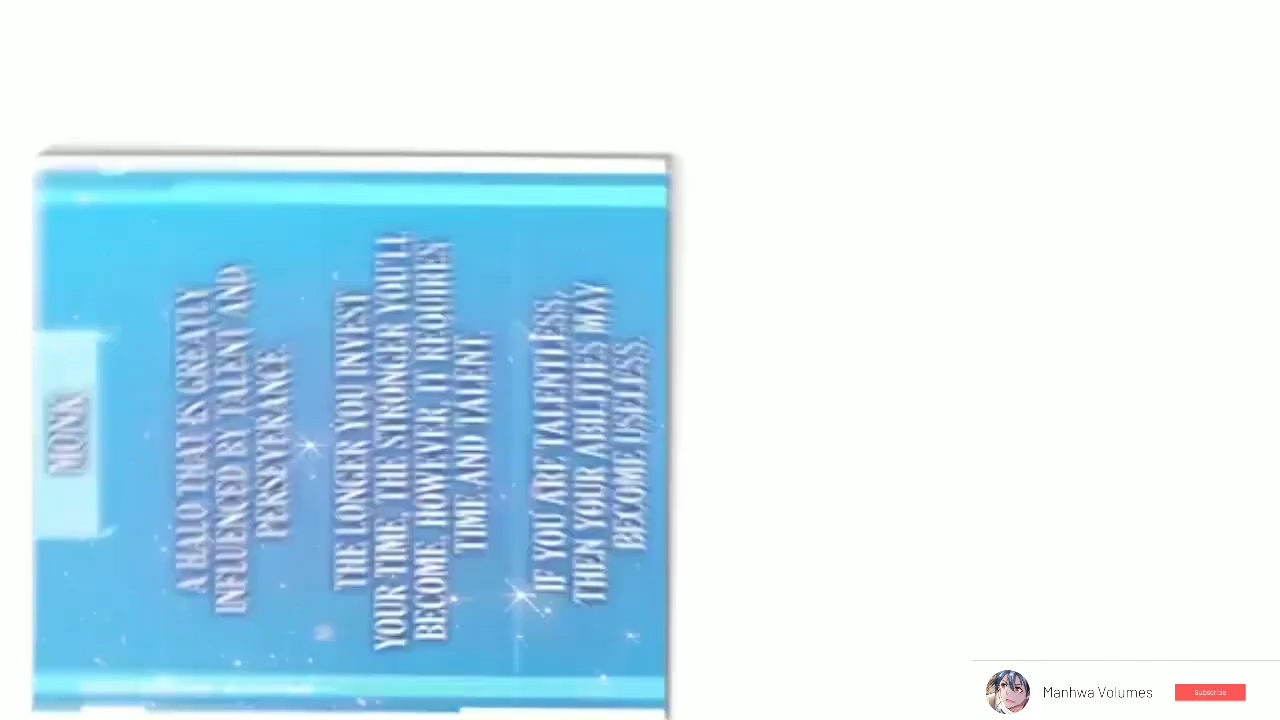 MONK
A HALO THAT IS GREATLY
INFLUENCED BY TALENT AND
PERSEVERANCE.
THE LONGER YOU INVEST
YOUR TIME, THE STRONGER YOU'LL
BECOME. HOWEVER, IT REQUIRES
TIME AND TALENT.
IF YOU ARE TALENTLESS,
THEN YOUR ABILITIES MAY
BECOME USELESS.
Manhwa Volumes
Subscribe